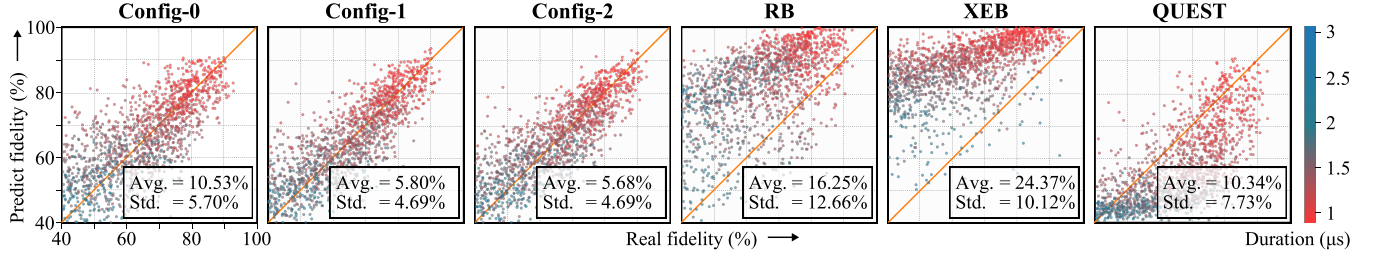 Config-0 Config-1 Config-2 RB XEB QUEST
Predict fidelity (%)
100
80
60
40
Avg. = 10.53%
Std. = 5.70%
Avg. = 5.80%
Std. = 4.69%
Avg. = 5.68%
Std. = 4.69%
Avg. = 16.25%
Std. = 12.66%
Avg. = 24.37%
Std. = 10.12%
Avg. = 10.34%
Std. = 7.73%
3
2.5
2
1.5
1
40 60 80 100
Real fidelity (%)
Duration (μs)